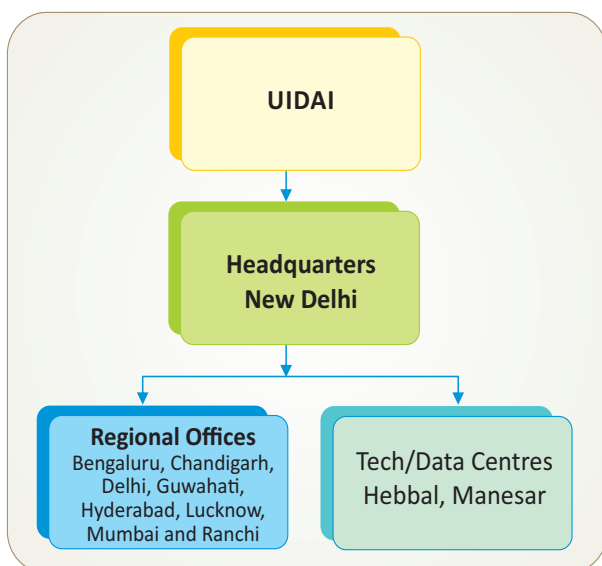 UIDAI
Headquarters
New Delhi
Regional Offices
Bengaluru, Chandigarh,
Delhi, Guwahati,
Hyderabad, Lucknow,
Mumbai and Ranchi
Tech/Data Centres
Hebbal, Manesar